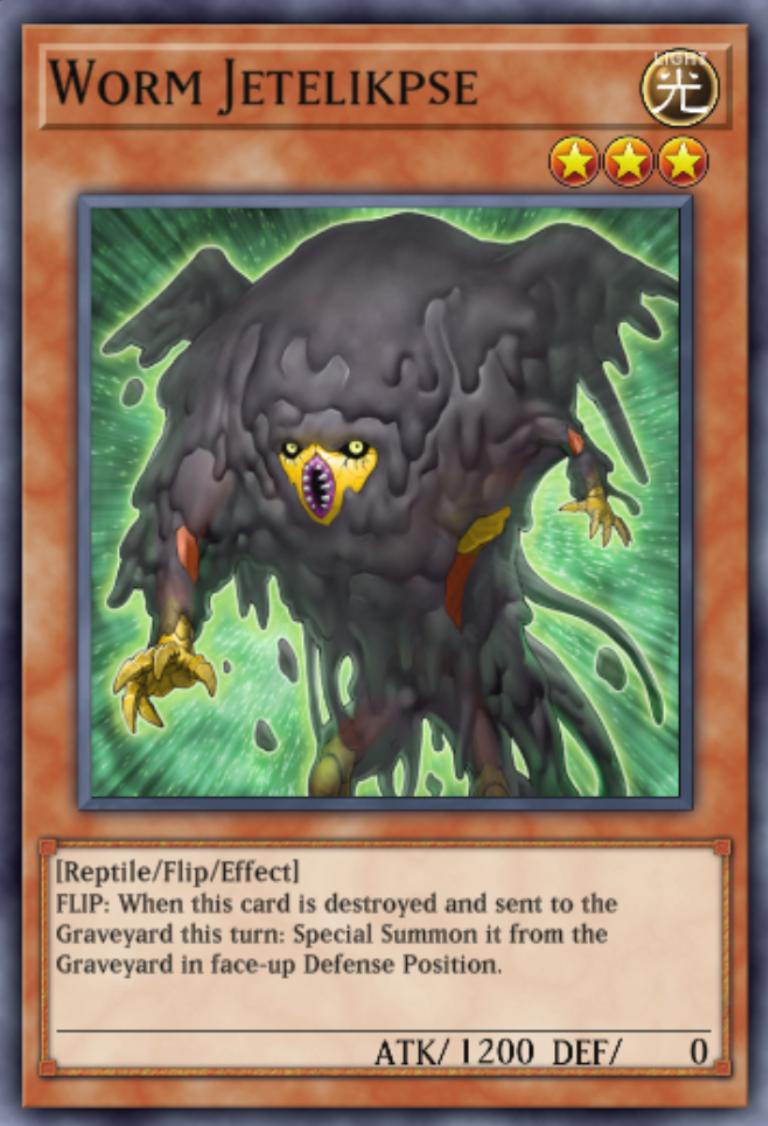 Worm Jetelikpse
LIGHT
光
[Reptile/Flip/Effect]
FLIP: When this card is destroyed and sent to the
Graveyard this turn: Special Summon it from the
Graveyard in face-up Defense Position.
ATK/ 1200 DEF/ 0